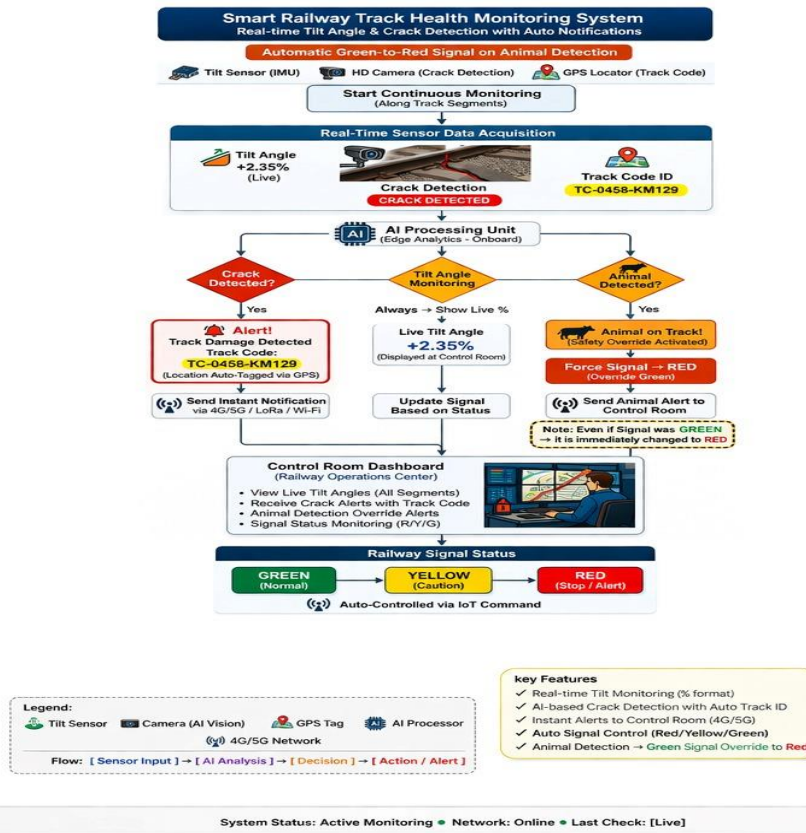 Smart Railway Track Health Monitoring System
Real-time Tilt Angle & Crack Detection with Auto Notifications
Automatic Green-to-Red Signal on Animal Detection
Tilt Sensor (IMU) HD Camera (Crack Detection) GPS Locator (Track Code)
Start Continuous Monitoring
(Along Track Segments)
Real-Time Sensor Data Acquisition
Tilt Angle
+2.35%
(Live)
Crack Detection
CRACK DETECTED
Track Code ID
TC-0458-KM129
AI
AI Processing Unit
(Edge Analytics - Onboard)
Crack
Detected?
Tilt Angle
Monitoring
Animal
Detected?
Yes
Always → Show Live %
Yes
Alert!
Track Damage Detected
Track Code:
TC-0458-KM129
(Location Auto-Tagged via GPS)
Live Tilt Angle
+2.35%
(Displayed at Control Room)
Animal on Track!
(Safety Override Activated)
Force Signal → RED
(Override Green)
Send Instant Notification
via 4G/5G / LoRa / Wi-Fi
Update Signal
Based on Status
Send Animal Alert to
Control Room
Note: Even if Signal was GREEN
→ it is immediately changed to RED
Control Room Dashboard
(Railway Operations Center)
• View Live Tilt Angles (All Segments)
• Receive Crack Alerts with Track Code
• Animal Detection Override Alerts
• Signal Status Monitoring (R/Y/G)
Railway Signal Status
GREEN
(Normal)
YELLOW
(Caution)
RED
(Stop / Alert)
Auto-Controlled via IoT Command
Legend:
Tilt Sensor Camera (AI Vision) GPS Tag AI Processor
4G/5G Network
Flow: [ Sensor Input ] → [ AI Analysis ] → [ Decision ] → [ Action / Alert ]
key Features
✓ Real-time Tilt Monitoring (% format)
✓ AI-based Crack Detection with Auto Track ID
✓ Instant Alerts to Control Room (4G/5G)
✓ Auto Signal Control (Red/Yellow/Green)
✓ Animal Detection → Green Signal Override to Red
System Status: Active Monitoring • Network: Online • Last Check: [Live]